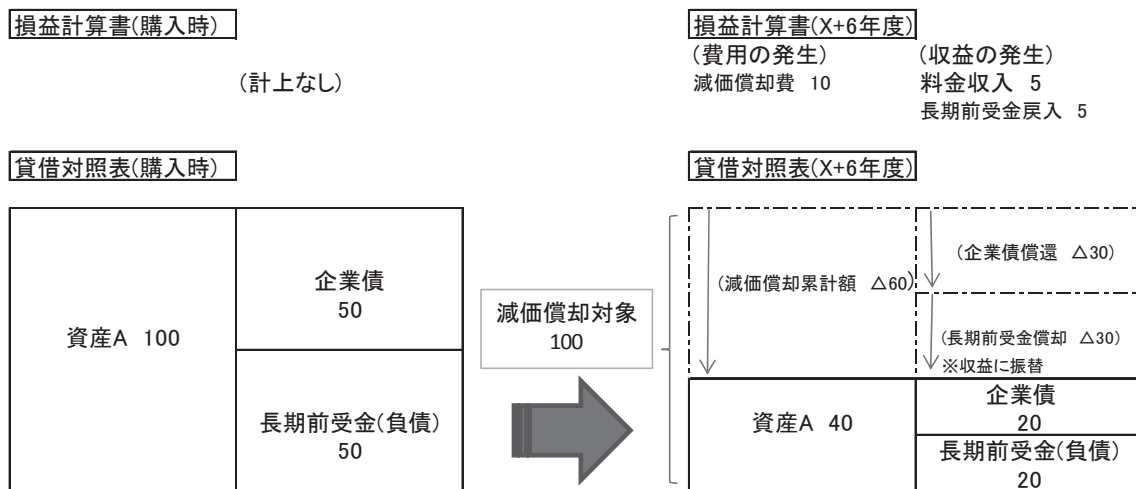 損益計算書(購入時)
(計上なし)
貸借対照表(購入時)
資産A 100
企業債
50
長期前受金(負債)
50
減価償却対象
100
損益計算書(X+6年度)
(費用の発生)
減価償却費 10
(収益の発生)
料金収入 5
長期前受金戻入 5
貸借対照表(X+6年度)
(減価償却累計額 △60)
(企業債償還 △30)
(長期前受金償却 △30)
※収益に振替
資産A 40
企業債
20
長期前受金(負債)
20